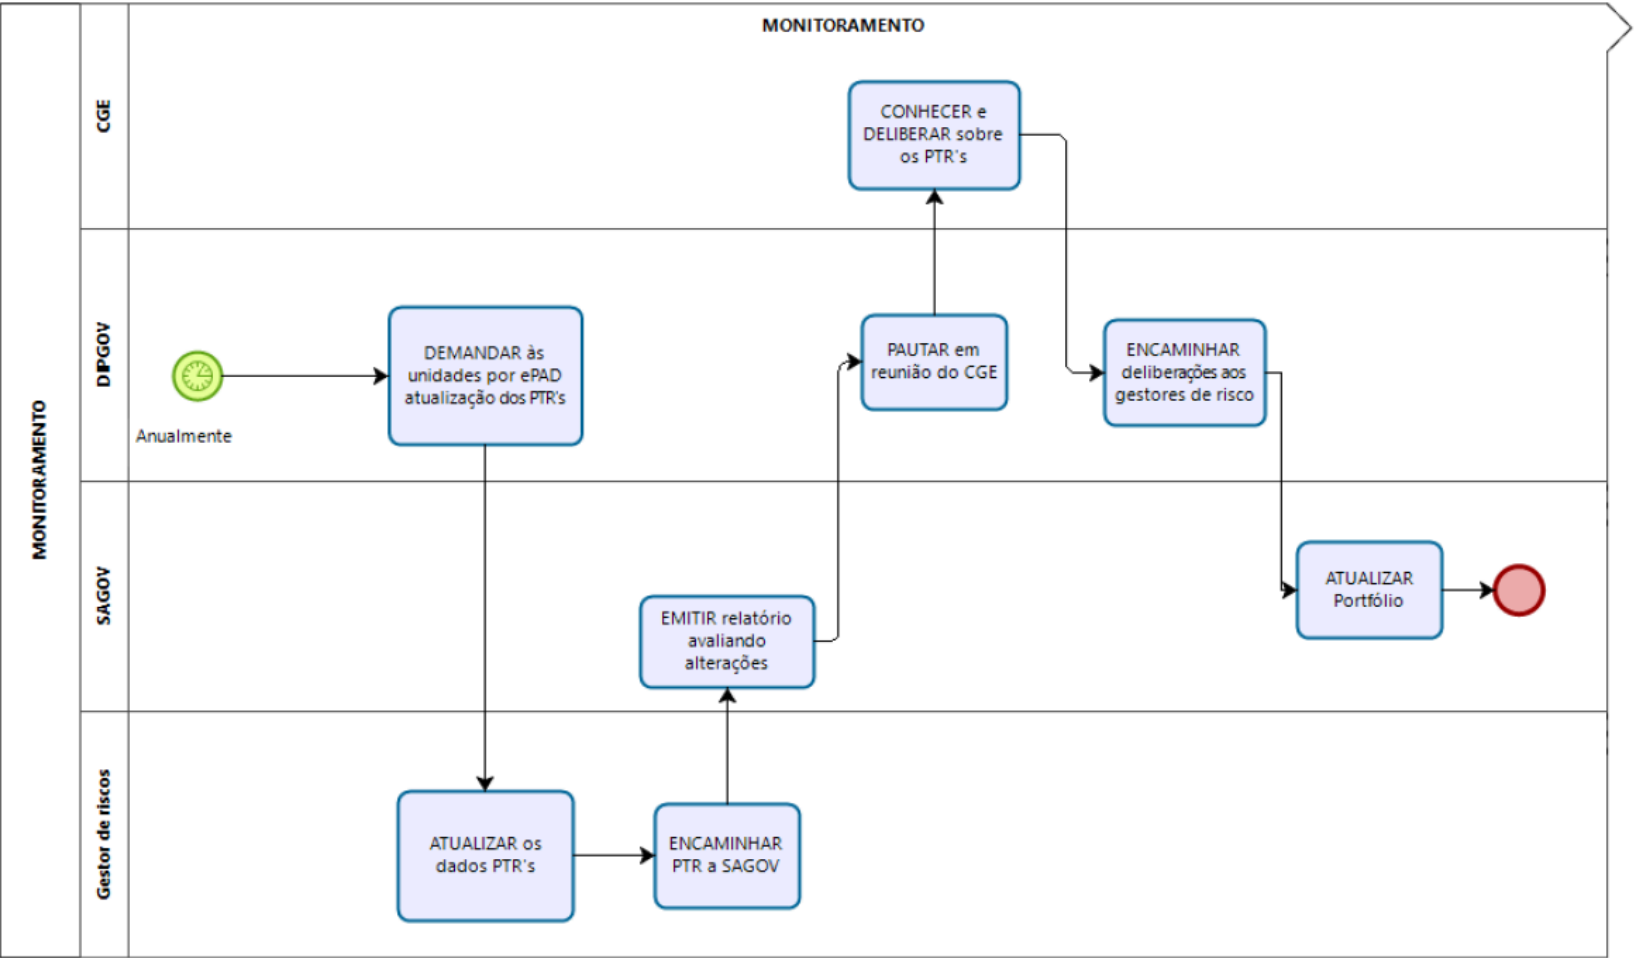 MONITORAMENTO
MONITORAMENTO
CGE
CONHECER e
DELIBERAR sobre
os PTR's
DIPGOV
Anualmente
DEMANDAR às
unidades por ePAD
atualização dos PTR's
PAUTAR em
reunião do CGE
ENCAMINHAR
deliberações aos
gestores de risco
SAGOV
EMITIR relatório
avaliando
alterações
ATUALIZAR
Portfólio
Gestor de riscos
ATUALIZAR os
dados PTR's
ENCAMINHAR
PTR a SAGOV